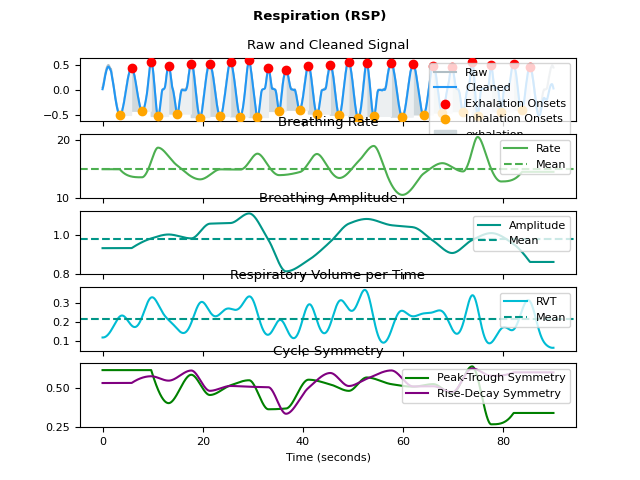 Respiration (RSP)
Raw and Cleaned Signal
0.5
0.0
−0.5
Raw
Cleaned
Exhalation Onsets
Inhalation Onsets
exhalation
Breathing Rate
20
10
Rate
Mean
Breathing Amplitude
1.0
0.8
Amplitude
Mean
Respiratory Volume per Time
0.3
0.2
0.1
RVT
Mean
Cycle Symmetry
0.50
0.25
Peak-Trough Symmetry
Rise-Decay Symmetry
0 20 40 60 80
Time (seconds)